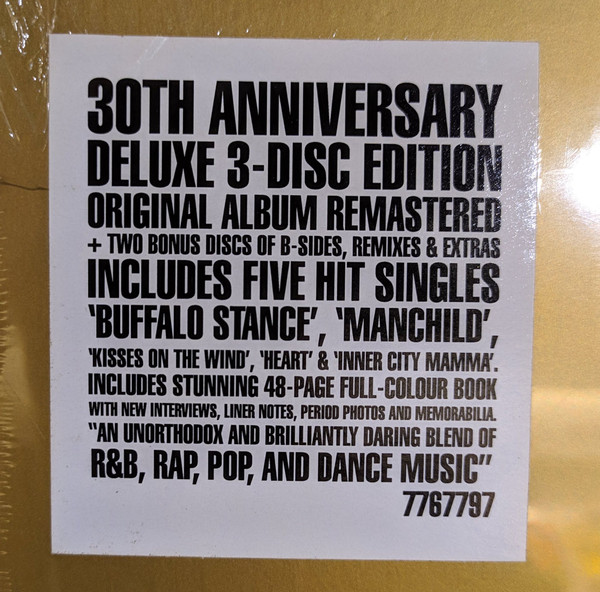 30TH ANNIVERSARY
DELUXE 3-DISC EDITION
ORIGINAL ALBUM REMASTERED
+ TWO BONUS DISCS OF B-SIDES, REMIXES & EXTRAS
INCLUDES FIVE HIT SINGLES
‘BUFFALO STANCE’, ‘MANCHILD’,
‘KISSES ON THE WIND’, ‘HEART’ & ‘INNER CITY MAMMA’.
INCLUDES STUNNING 48-PAGE FULL-COLOUR BOOK
WITH NEW INTERVIEWS, LINER NOTES, PERIOD PHOTOS AND MEMORABILIA.
“AN UNORTHODOX AND BRILLIANTLY DARING BLEND OF
R&B, RAP, POP, AND DANCE MUSIC”
7767797